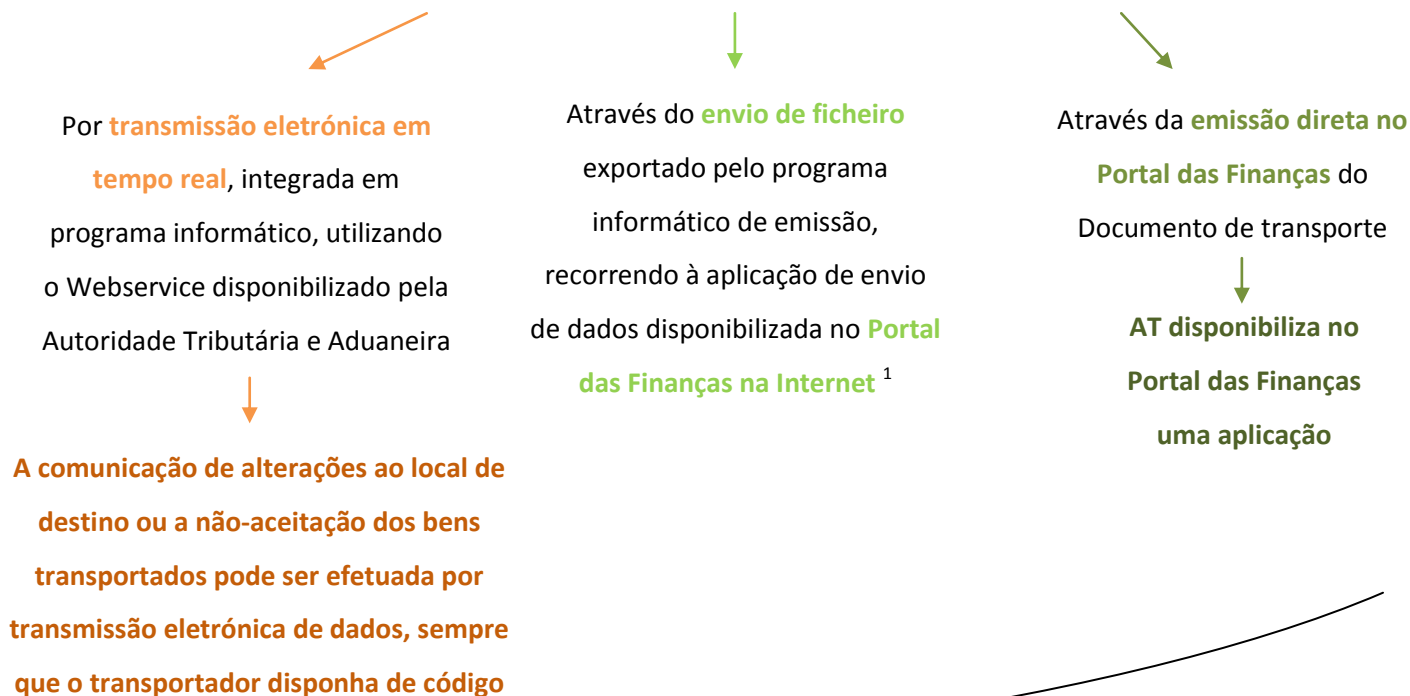 Por transmissão eletrónica em
tempo real, integrada em
programa informático, utilizando
o Webservice disponibilizado pela
Autoridade Tributária e Aduaneira
A comunicação de alterações ao local de
destino ou a não-aceitação dos bens
transportados pode ser efetuada por
transmissão eletrónica de dados, sempre
que o transportador disponha de código
Através do envio de ficheiro
exportado pelo programa
informático de emissão,
recorrendo à aplicação de envio
de dados disponibilizada no Portal
das Finanças na Internet ¹
Através da emissão direta no
Portal das Finanças do
Documento de transporte
AT disponibiliza no
Portal das Finanças
uma aplicação